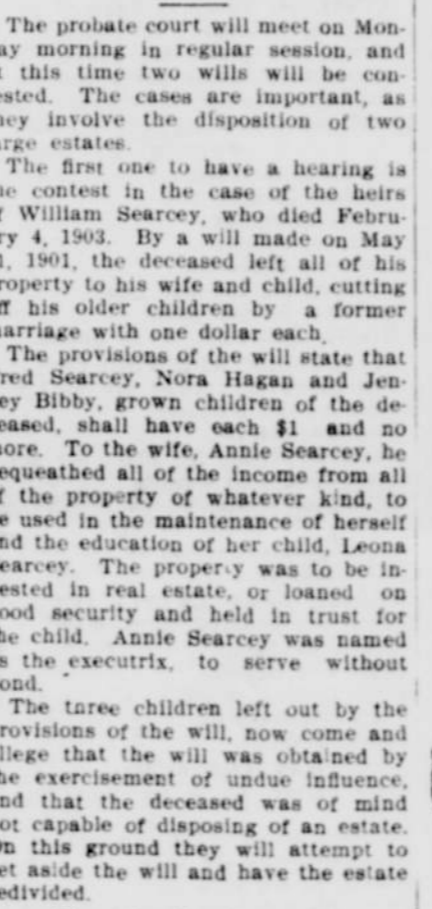 The probate court will meet on Mon-
ay morning in regular session, and
t this time two wills will be con-
ested. The cases are important, as
hey involve the disposition of two
arge estates.
The first one to have a hearing is
he contest in the case of the heirs
f William Searcey, who died Febru-
ry 4, 1903. By a will made on May
1, 1901, the deceased left all of his
roperty to his wife and child, cutting
ff his older children by a former
narriage with one dollar each.
The provisions of the will state that
red Searcey, Nora Hagan and Jen-
ey Bibby, grown children of the de-
eased, shall have each $1 and no
nore. To the wife, Annie Searcey, he
equeathed all of the income from all
f the property of whatever kind, to
e used in the maintenance of herself
nd the education of her child, Leona
earcey. The property was to be in-
ested in real estate, or loaned on
ood security and held in trust for
he child. Annie Searcey was named
s the executrix, to serve without
ond.
The taree children left out by the
rovisions of the will, now come and
llege that the will was obtained by
he exercisement of undue influence,
nd that the deceased was of mind
ot capable of disposing of an estate.
n this ground they will attempt to
et aside the will and have the estate
edivided.